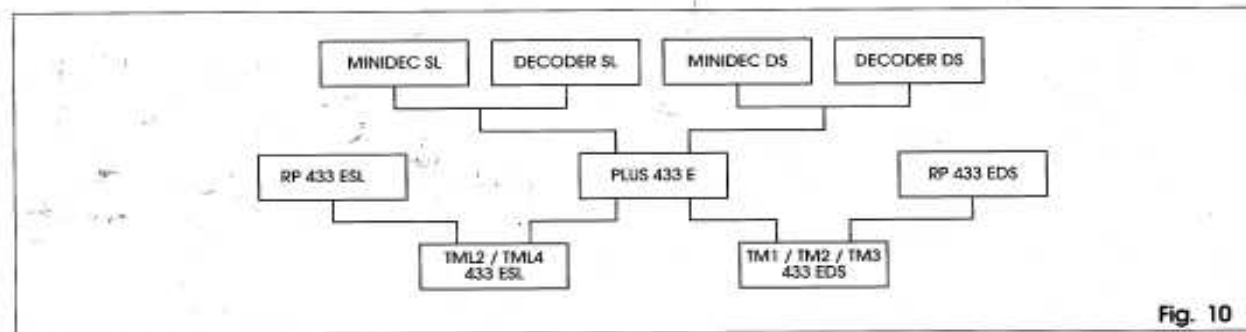 MINIDEC SL
DECODER SL
MINIDEC DS
DECODER DS
RP 433 ESL
PLUS 433 E
RP 433 EDS
TML2 / TML4
433 ESL
TM1 / TM2 / TM3
433 EDS
Fig. 10